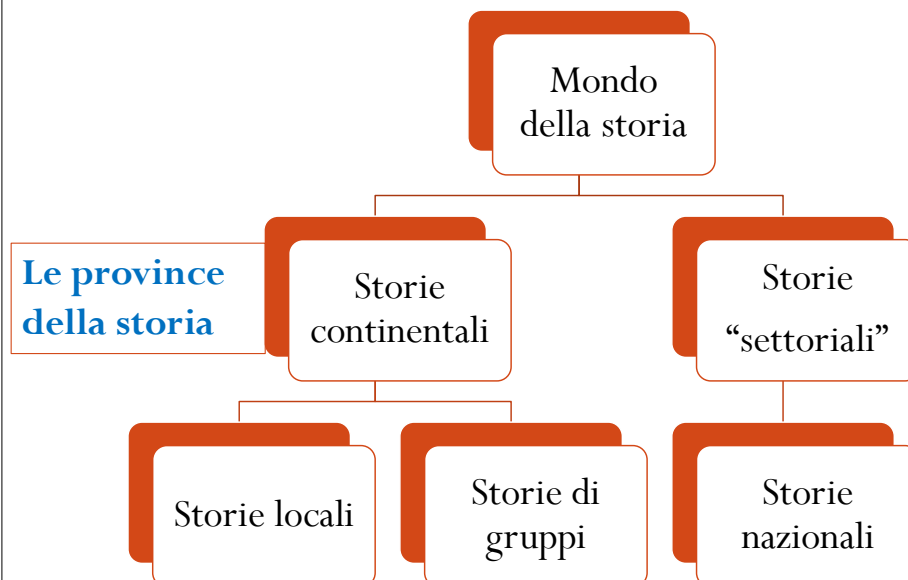 Mondo
della storia
Le province
della storia
Storie
continentali
Storie
“settoriali”
Storie locali
Storie di
gruppi
Storie
nazionali